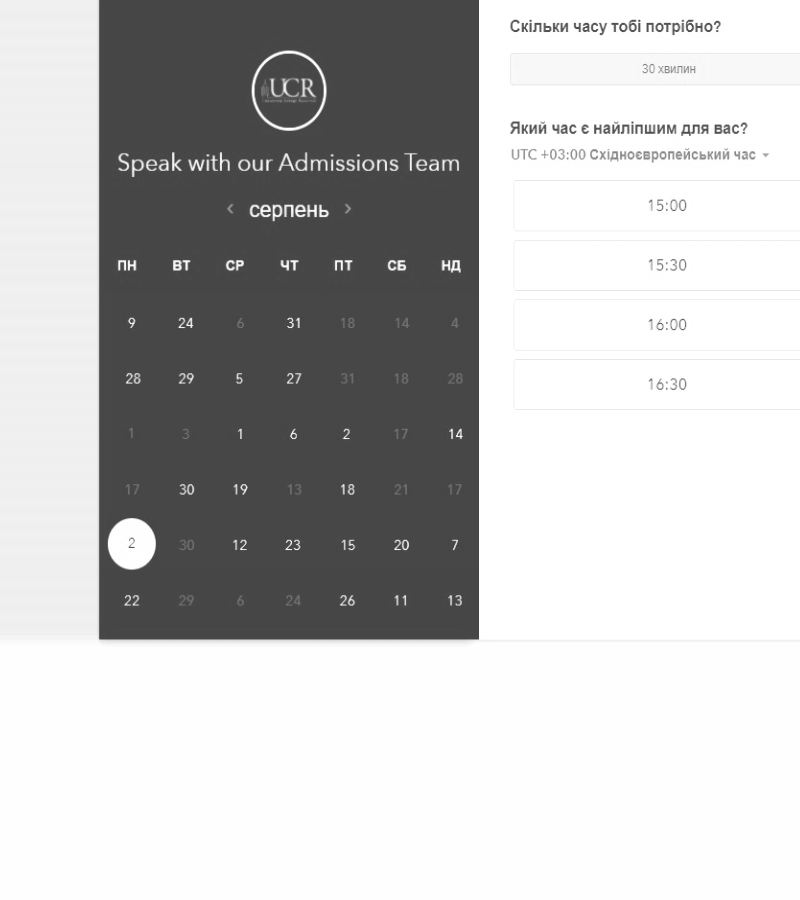 UCR
Speak with our Admissions Team
серпень
ПН ВТ СР ЧТ ПТ СБ НД
9 24 6 31 18 14 4
28 29 5 27 31 18 28
1 3 1 6 2 17 14
17 30 19 13 18 21 17
2 30 12 23 15 20 7
22 29 6 24 26 11 13
Скільки часу тобі потрібно?
30 хвилин
Який час є найліпшим для вас?
UTC +03:00 Східноєвропейський час
15:00
15:30
16:00
16:30